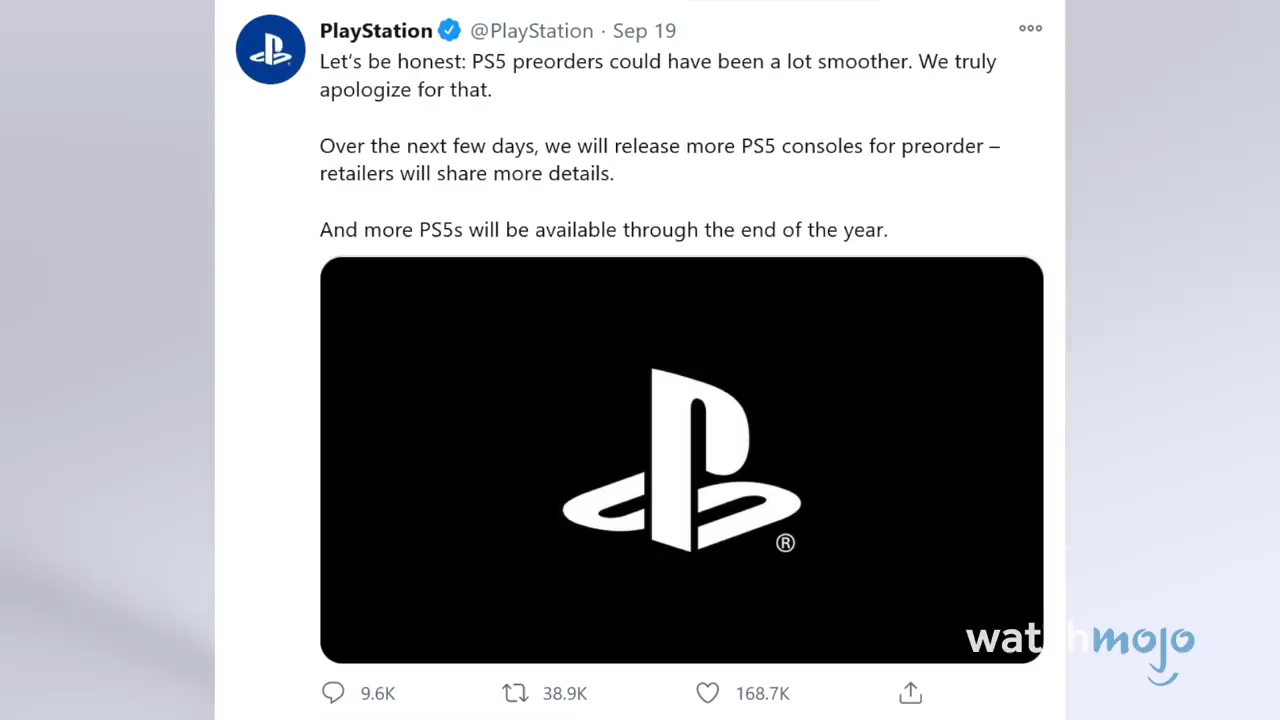 PlayStation @PlayStation · Sep 19
Let's be honest: PS5 preorders could have been a lot smoother. We truly
apologize for that.
Over the next few days, we will release more PS5 consoles for preorder –
retailers will share more details.
And more PS5s will be available through the end of the year.
®
watchmojo
9.6K 38.9K 168.7K